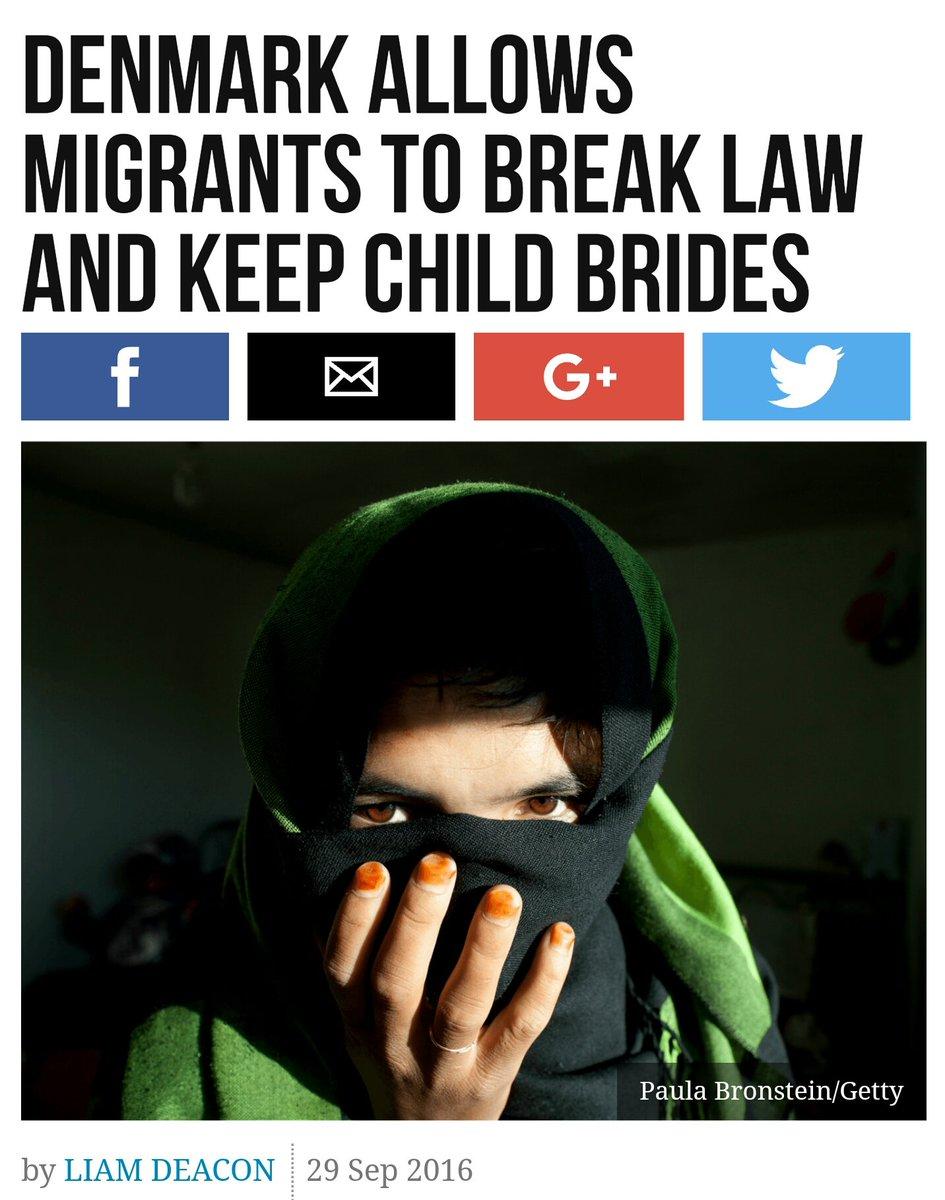 DENMARK ALLOWS
MIGRANTS TO BREAK LAW
AND KEEP CHILD BRIDES
f
G+
Paula Bronstein/Getty
by LIAM DEACON
29 Sep 2016